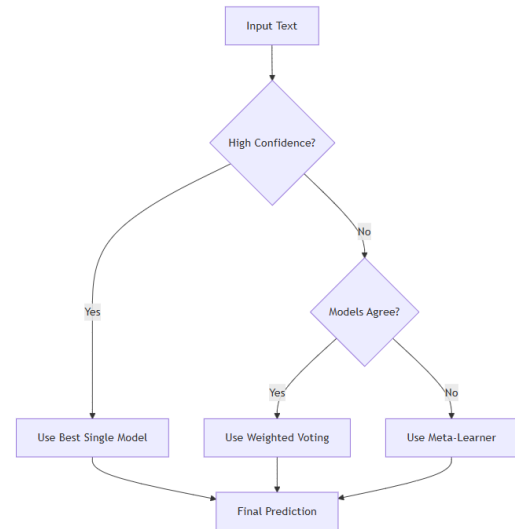 Input Text
High Confidence?
No
Models Agree?
Yes
Yes
No
Use Best Single Model
Use Weighted Voting
Use Meta-Learner
Final Prediction